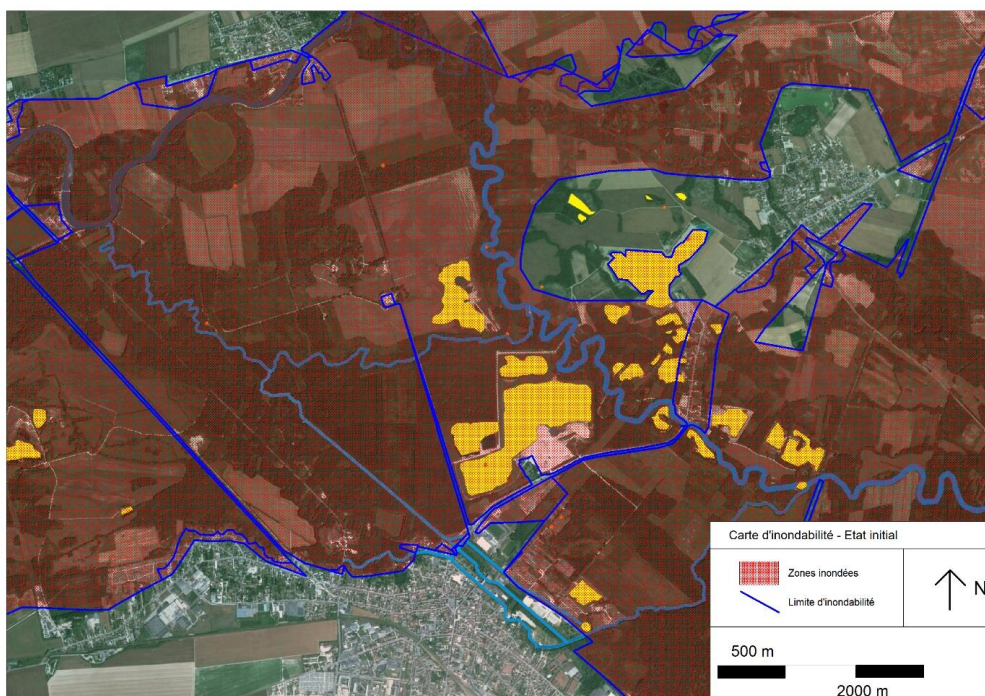 Carte d'inondabilité - Etat initial
Zones inondées
Limite d'inondabilité
N
500 m
2000 m